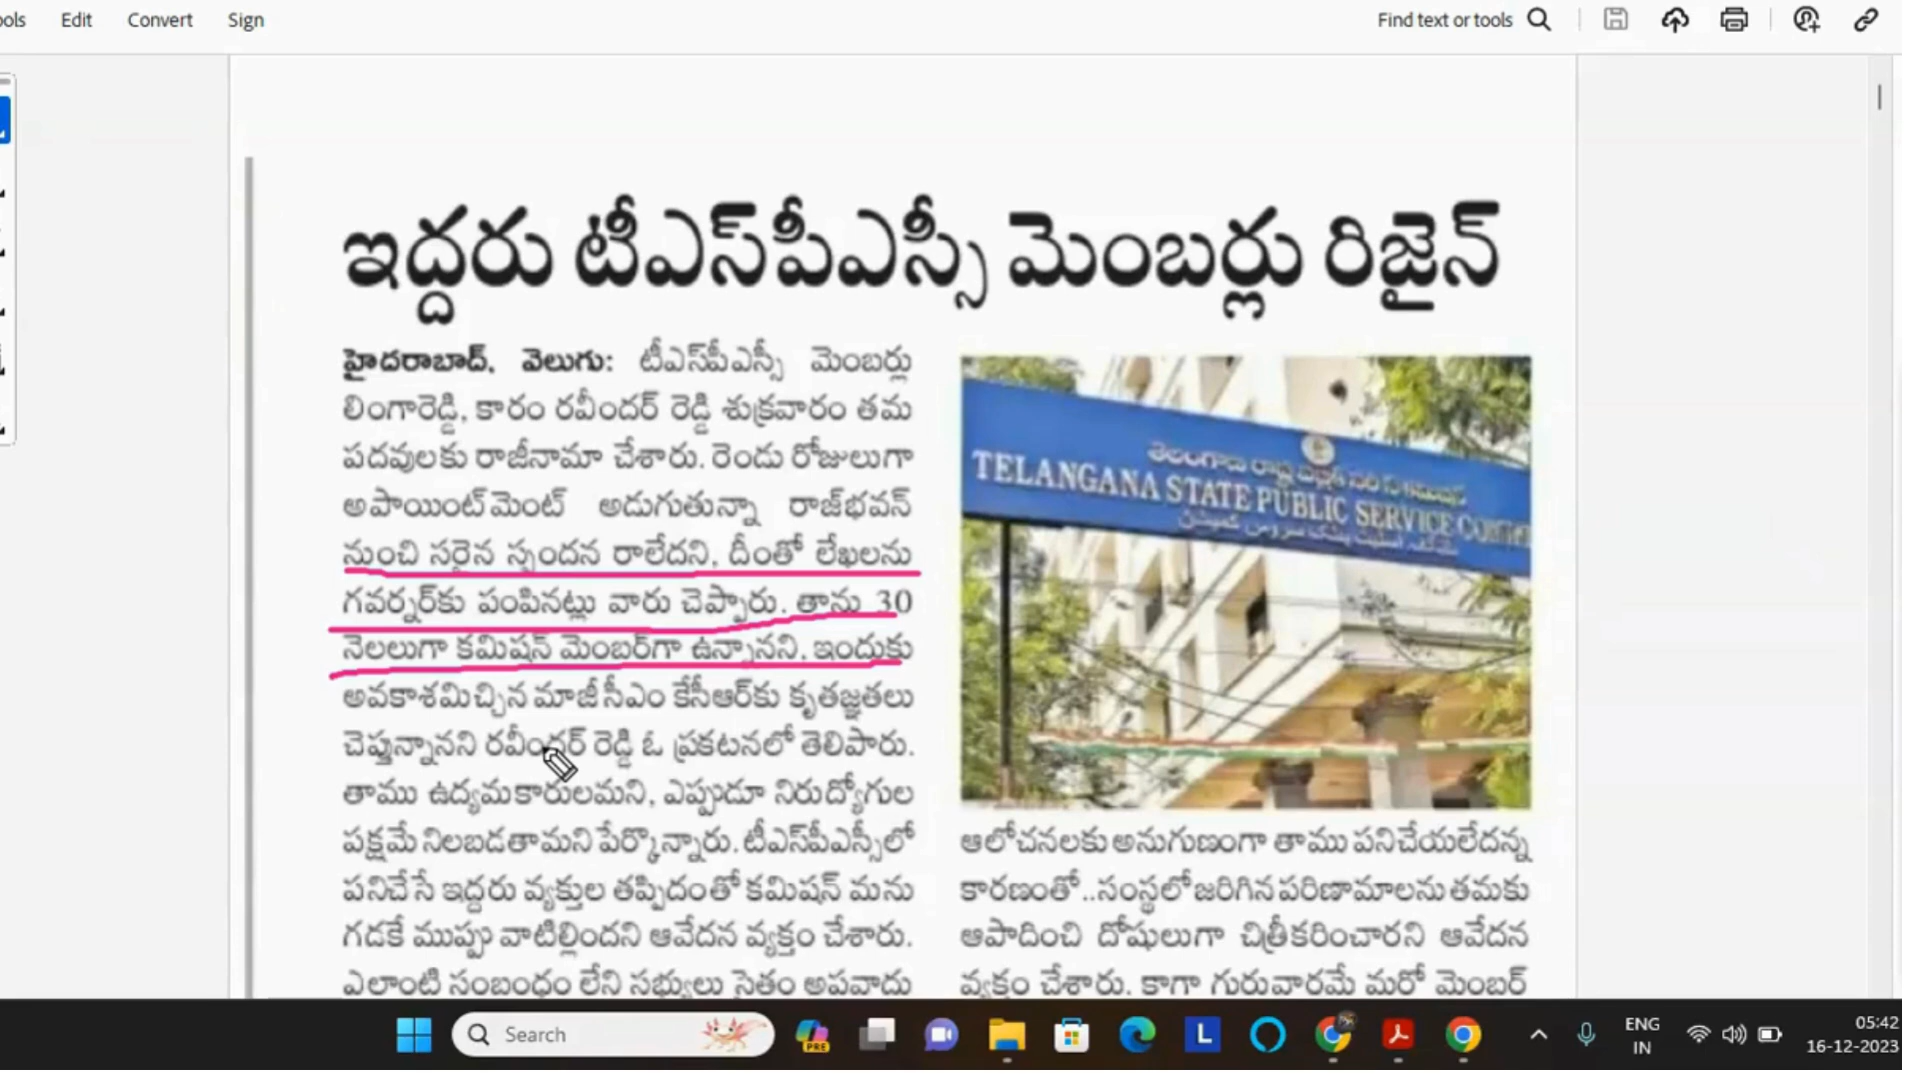 Edit Convert Sign
Find text or tools
ఇద్దరు టీఎస్‌పీఎస్సీ మెంబర్లు రిజైన్
హైదరాబాద్, వెలుగు: టీఎస్‌పీఎస్సీ మెంబర్లు
లింగారెడ్డి, కారం రవీందర్ రెడ్డి శుక్రవారం తమ
పదవులకు రాజీనామా చేశారు. రెండు రోజులుగా
అపాయింట్‌మెంట్ అడుగుతున్నా రాజ్‌భవన్
నుంచి సరైన స్పందన రాలేదని, దీంతో లేఖలను
గవర్నర్‌కు పంపినట్లు వారు చెప్పారు. తాను 30
నెలలుగా కమిషన్ మెంబర్‌గా ఉన్నానని, ఇందుకు
అవకాశమిచ్చిన మాజీ సీఎం కేసీఆర్‌కు కృతజ్ఞతలు
చెప్తున్నానని రవీందర్ రెడ్డి ఓ ప్రకటనలో తెలిపారు.
తాము ఉద్యమకారులమని, ఎప్పుడూ నిరుద్యోగుల
పక్షమే నిలబడతామని పేర్కొన్నారు. టీఎస్‌పీఎస్సీలో
పనిచేసే ఇద్దరు వ్యక్తుల తప్పిదంతో కమిషన్ మను
గడకే ముప్పు వాటిల్లిందని ఆవేదన వ్యక్తం చేశారు.
ఎలాంటి సంబంధం లేని సభ్యులు సైతం అపవాదు
TELANGANA STATE PUBLIC SERVICE
ఆలోచనలకు అనుగుణంగా తాము పనిచేయలేదన్న
కారణంతో..సంస్థలో జరిగిన పరిణామాలను తమకు
ఆపాదించి దోషులుగా చిత్రీకరించారని ఆవేదన
వ్యక్తం చేశారు. కాగా గురువారమే మరో మెంబర్
Search
PRE
L
ENG
IN
05:42
16-12-2023